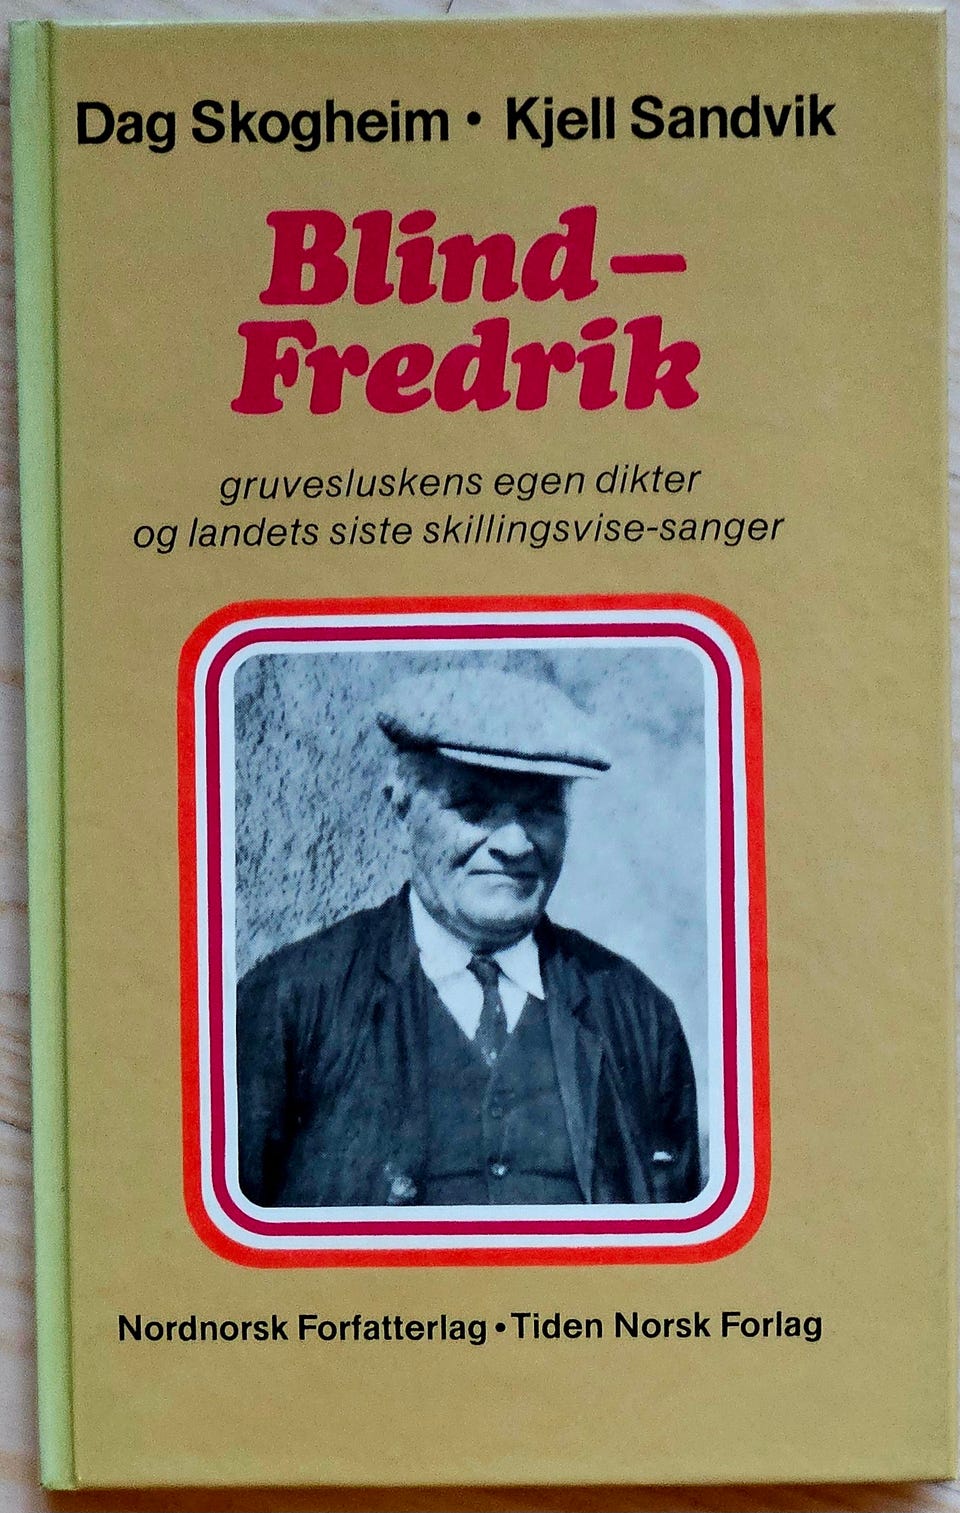 Dag Skogheim • Kjell Sandvik
Blind–
Fredrik
gruvesluskens egen dikter
og landets siste skillingsvise-sanger
Nordnorsk Forfatterlag • Tiden Norsk Forlag